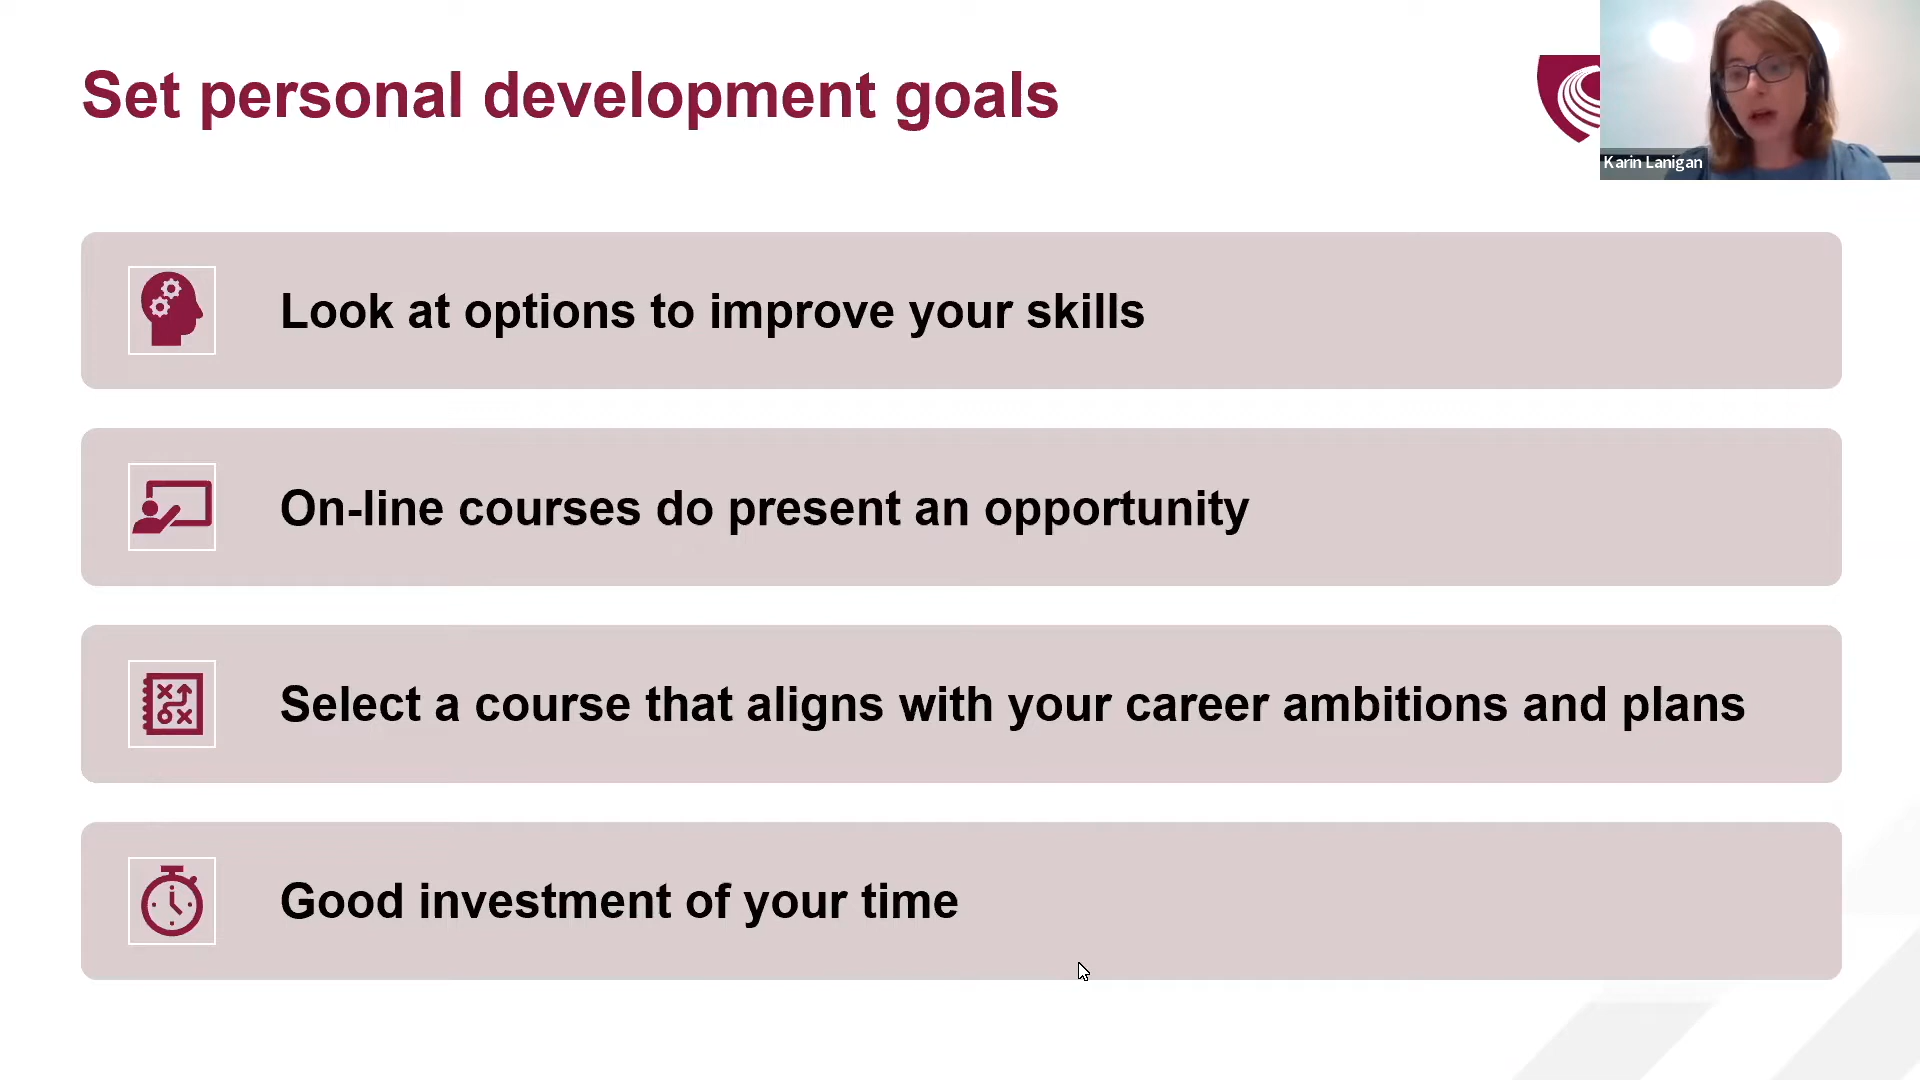 Set personal development goals
Karin Lanigan
Look at options to improve your skills
On-line courses do present an opportunity
Select a course that aligns with your career ambitions and plans
Good investment of your time